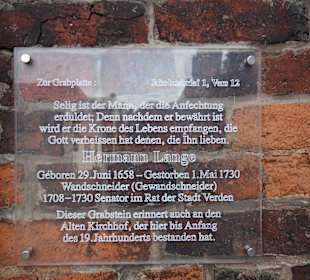 Zur Grabplatte : Jakobusbrief 1, Vers 12
Selig ist der Mann, der die Anfechtung
erduldet; Denn nachdem er bewährt ist
wird er die Krone des Lebens empfangen, die
Gott verheissen hat denen, die Ihn lieben.
Hermann Lange
Geboren 29. Juni 1658 – Gestorben 1. Mai 1730
Wandschneider (Gewandschneider)
1708 – 1730 Senator im Rat der Stadt Verden
Dieser Grabstein erinnert auch an den
Alten Kirchhof, der hier bis Anfang
des 19. Jahrhunderts bestanden hat.